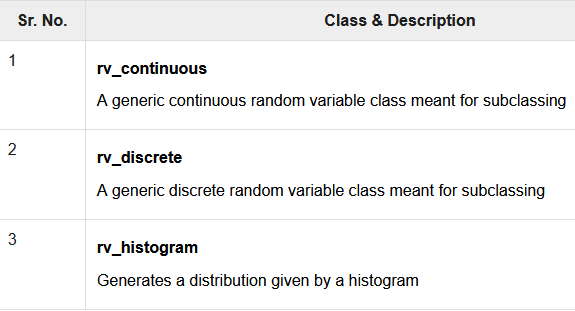 Sr. No. Class & Description
1
rv_continuous
A generic continuous random variable class meant for subclassing
2
rv_discrete
A generic discrete random variable class meant for subclassing
3
rv_histogram
Generates a distribution given by a histogram